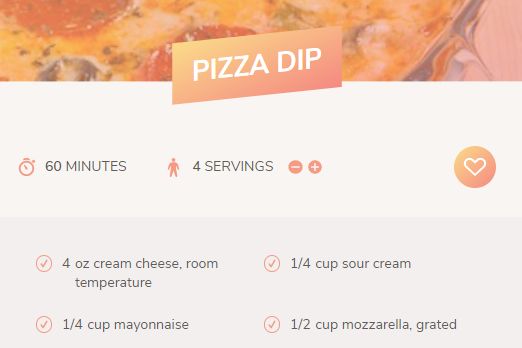 PIZZA DIP
60 MINUTES
4 SERVINGS
4 oz cream cheese, room
temperature
1/4 cup sour cream
1/4 cup mayonnaise
1/2 cup mozzarella, grated